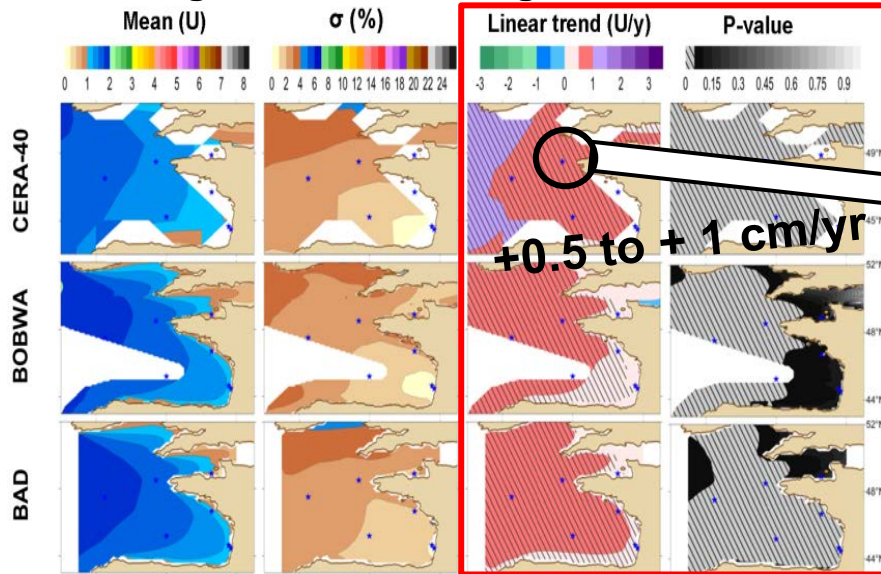 Mean (U) σ (%) Linear trend (U/y) P-value
0 1 2 3 4 5 6 7 8 0 2 4 6 8 10 12 14 16 18 20 22 24 -3 -2 -1 0 1 2 3 0 0.15 0.3 0.45 0.6 0.75 0.9
CERA-40
49°N
45°N
+0.5 to + 1 cm/yr
BOBWA
52°N
48°N
44°N
BAD
52°N
48°N
44°N